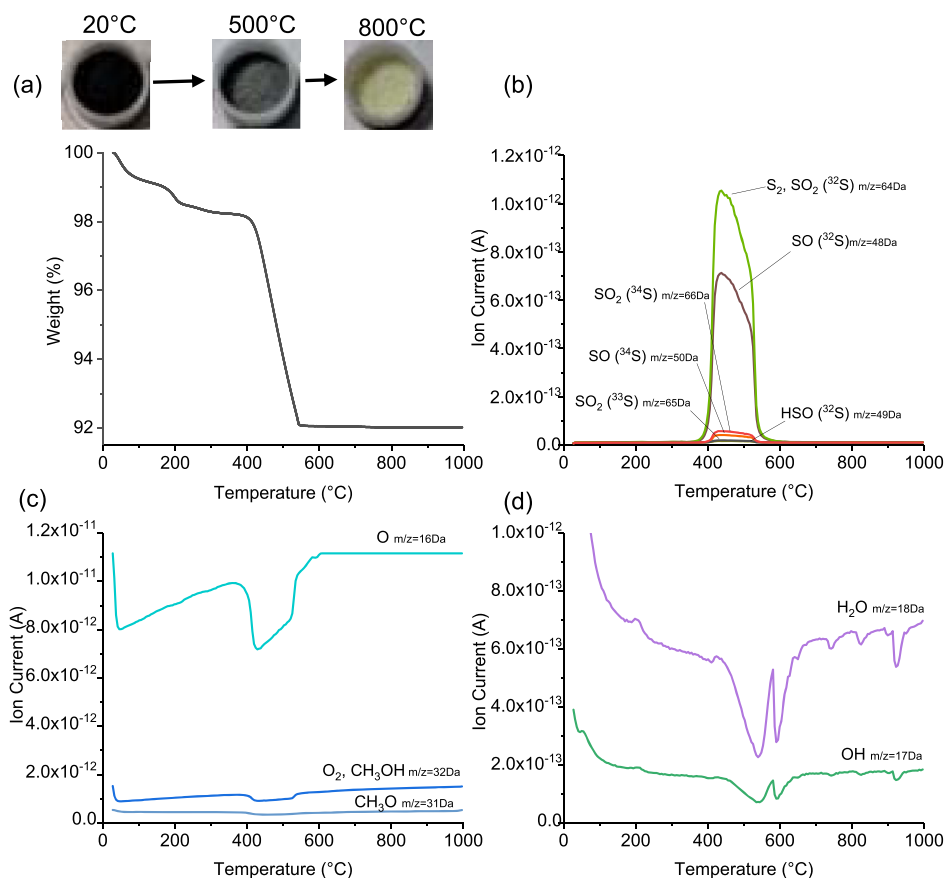 20°C 500°C 800°C
(a)
100
98
96
94
92
Weight (%)
0 200 400 600 800 1000
Temperature (°C)
(b)
1.2x10⁻¹²
1.0x10⁻¹²
8.0x10⁻¹³
6.0x10⁻¹³
4.0x10⁻¹³
2.0x10⁻¹³
0.0
Ion Current (A)
S₂, SO₂ (³²S) m/z=64Da
SO (³²S)m/z=48Da
SO₂ (³⁴S) m/z=66Da
SO (³⁴S) m/z=50Da
SO₂ (³³S) m/z=65Da
HSO (³²S) m/z=49Da
0 200 400 600 800 1000
Temperature (°C)
(c)
1.2x10⁻¹¹
1.0x10⁻¹¹
8.0x10⁻¹²
6.0x10⁻¹²
4.0x10⁻¹²
2.0x10⁻¹²
0.0
Ion Current (A)
O m/z=16Da
O₂, CH₃OH m/z=32Da
CH₃O m/z=31Da
0 200 400 600 800 1000
Temperature (°C)
(d)
1.0x10⁻¹²
8.0x10⁻¹³
6.0x10⁻¹³
4.0x10⁻¹³
2.0x10⁻¹³
0.0
Ion Current (A)
H₂O m/z=18Da
OH m/z=17Da
0 200 400 600 800 1000
Temperature (°C)